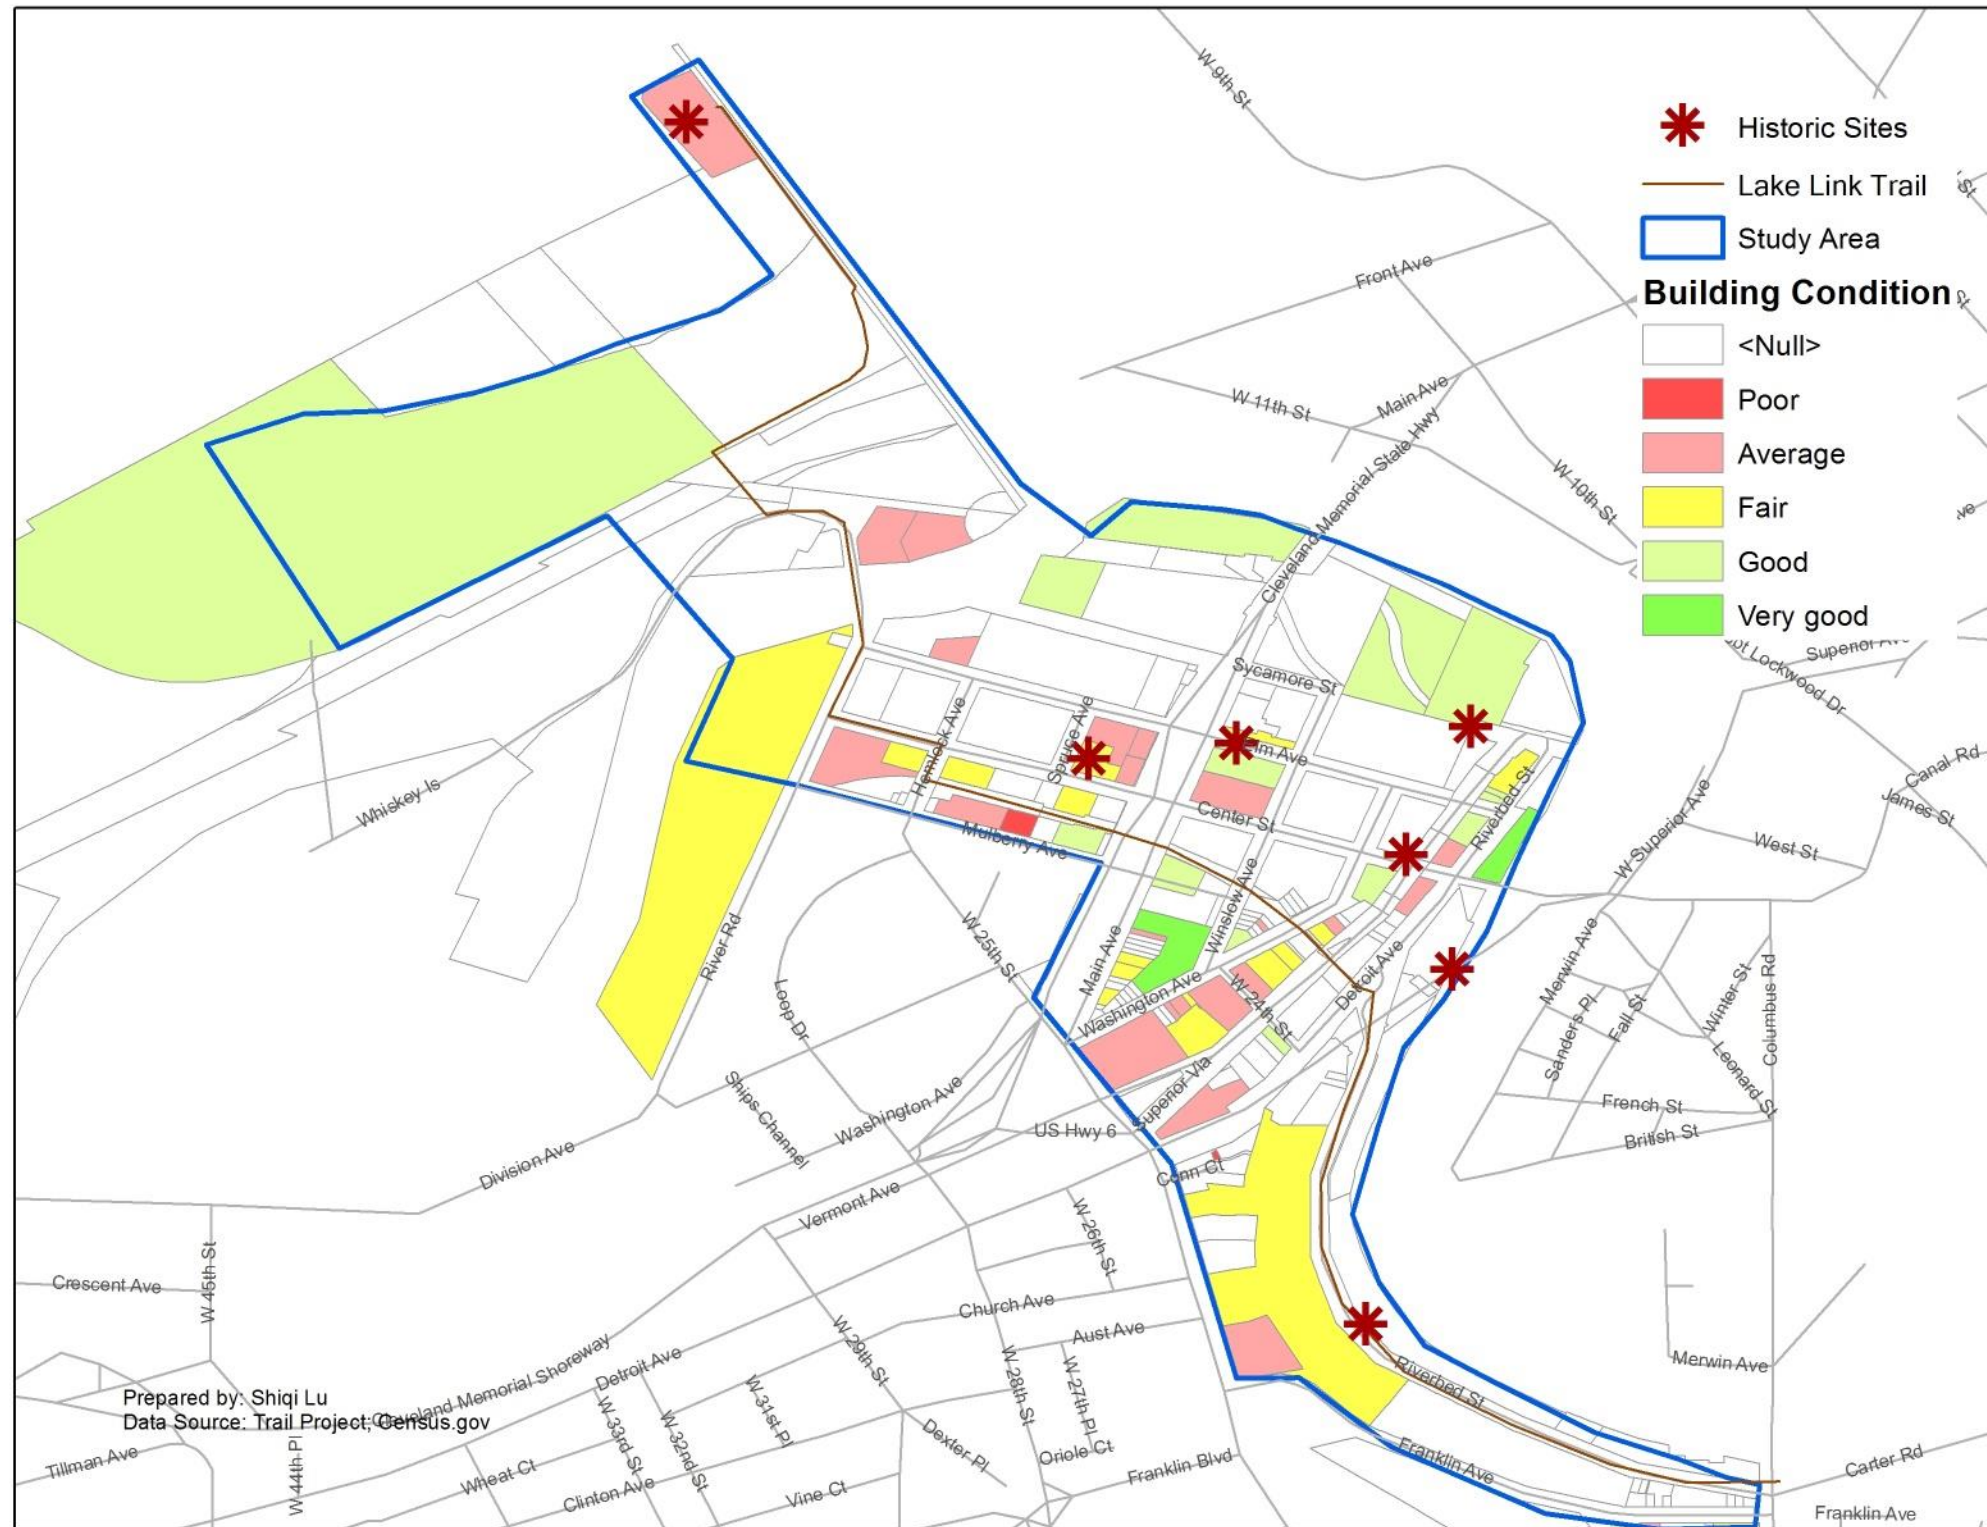 W 9th St
Historic Sites
Lake Link Trail
Study Area
Building Condition
<Null>
Poor
Average
Fair
Good
Very good
St
St
Front Ave
Main Ave
W 11th St
Cleveland Memorial State Hwy
W 10th St
ve
Superior Ave
Lockwood Dr
Sycamore St
Elm Ave
Hemlock Ave
Spruce Ave
Center St
Riverbed St
Canal Rd
James St
W Superior Ave
West St
Whiskey Is
Mulberry Ave
Winslow Ave
Main Ave
W 25th St
River Rd
Loop Dr
Washington Ave
W 24th St
Detroit Ave
Merwin Ave
Sanders Pl
Fall St
Winter St
Columbus Rd
Leonard St
French St
British St
Superior Via
US Hwy 6
Conn Ct
Ships Channel
Washington Ave
Division Ave
Vermont Ave
W 26th St
Crescent Ave
W 45th St
Church Ave
Aust Ave
W 29th St
W 28th St
W 27th Pl
Merwin Ave
Riverbed St
Cleveland Memorial Shoreway
Detroit Ave
Prepared by: Shiqi Lu
Data Source: Trail Project; Census.gov
W 31st Pl
W 33rd St
W 32nd St
W 44th Pl
Tillman Ave
Wheat Ct
Clinton Ave
Vine Ct
Dexter Pl
Oriole Ct
Franklin Blvd
Franklin Ave
Carter Rd
Franklin Ave